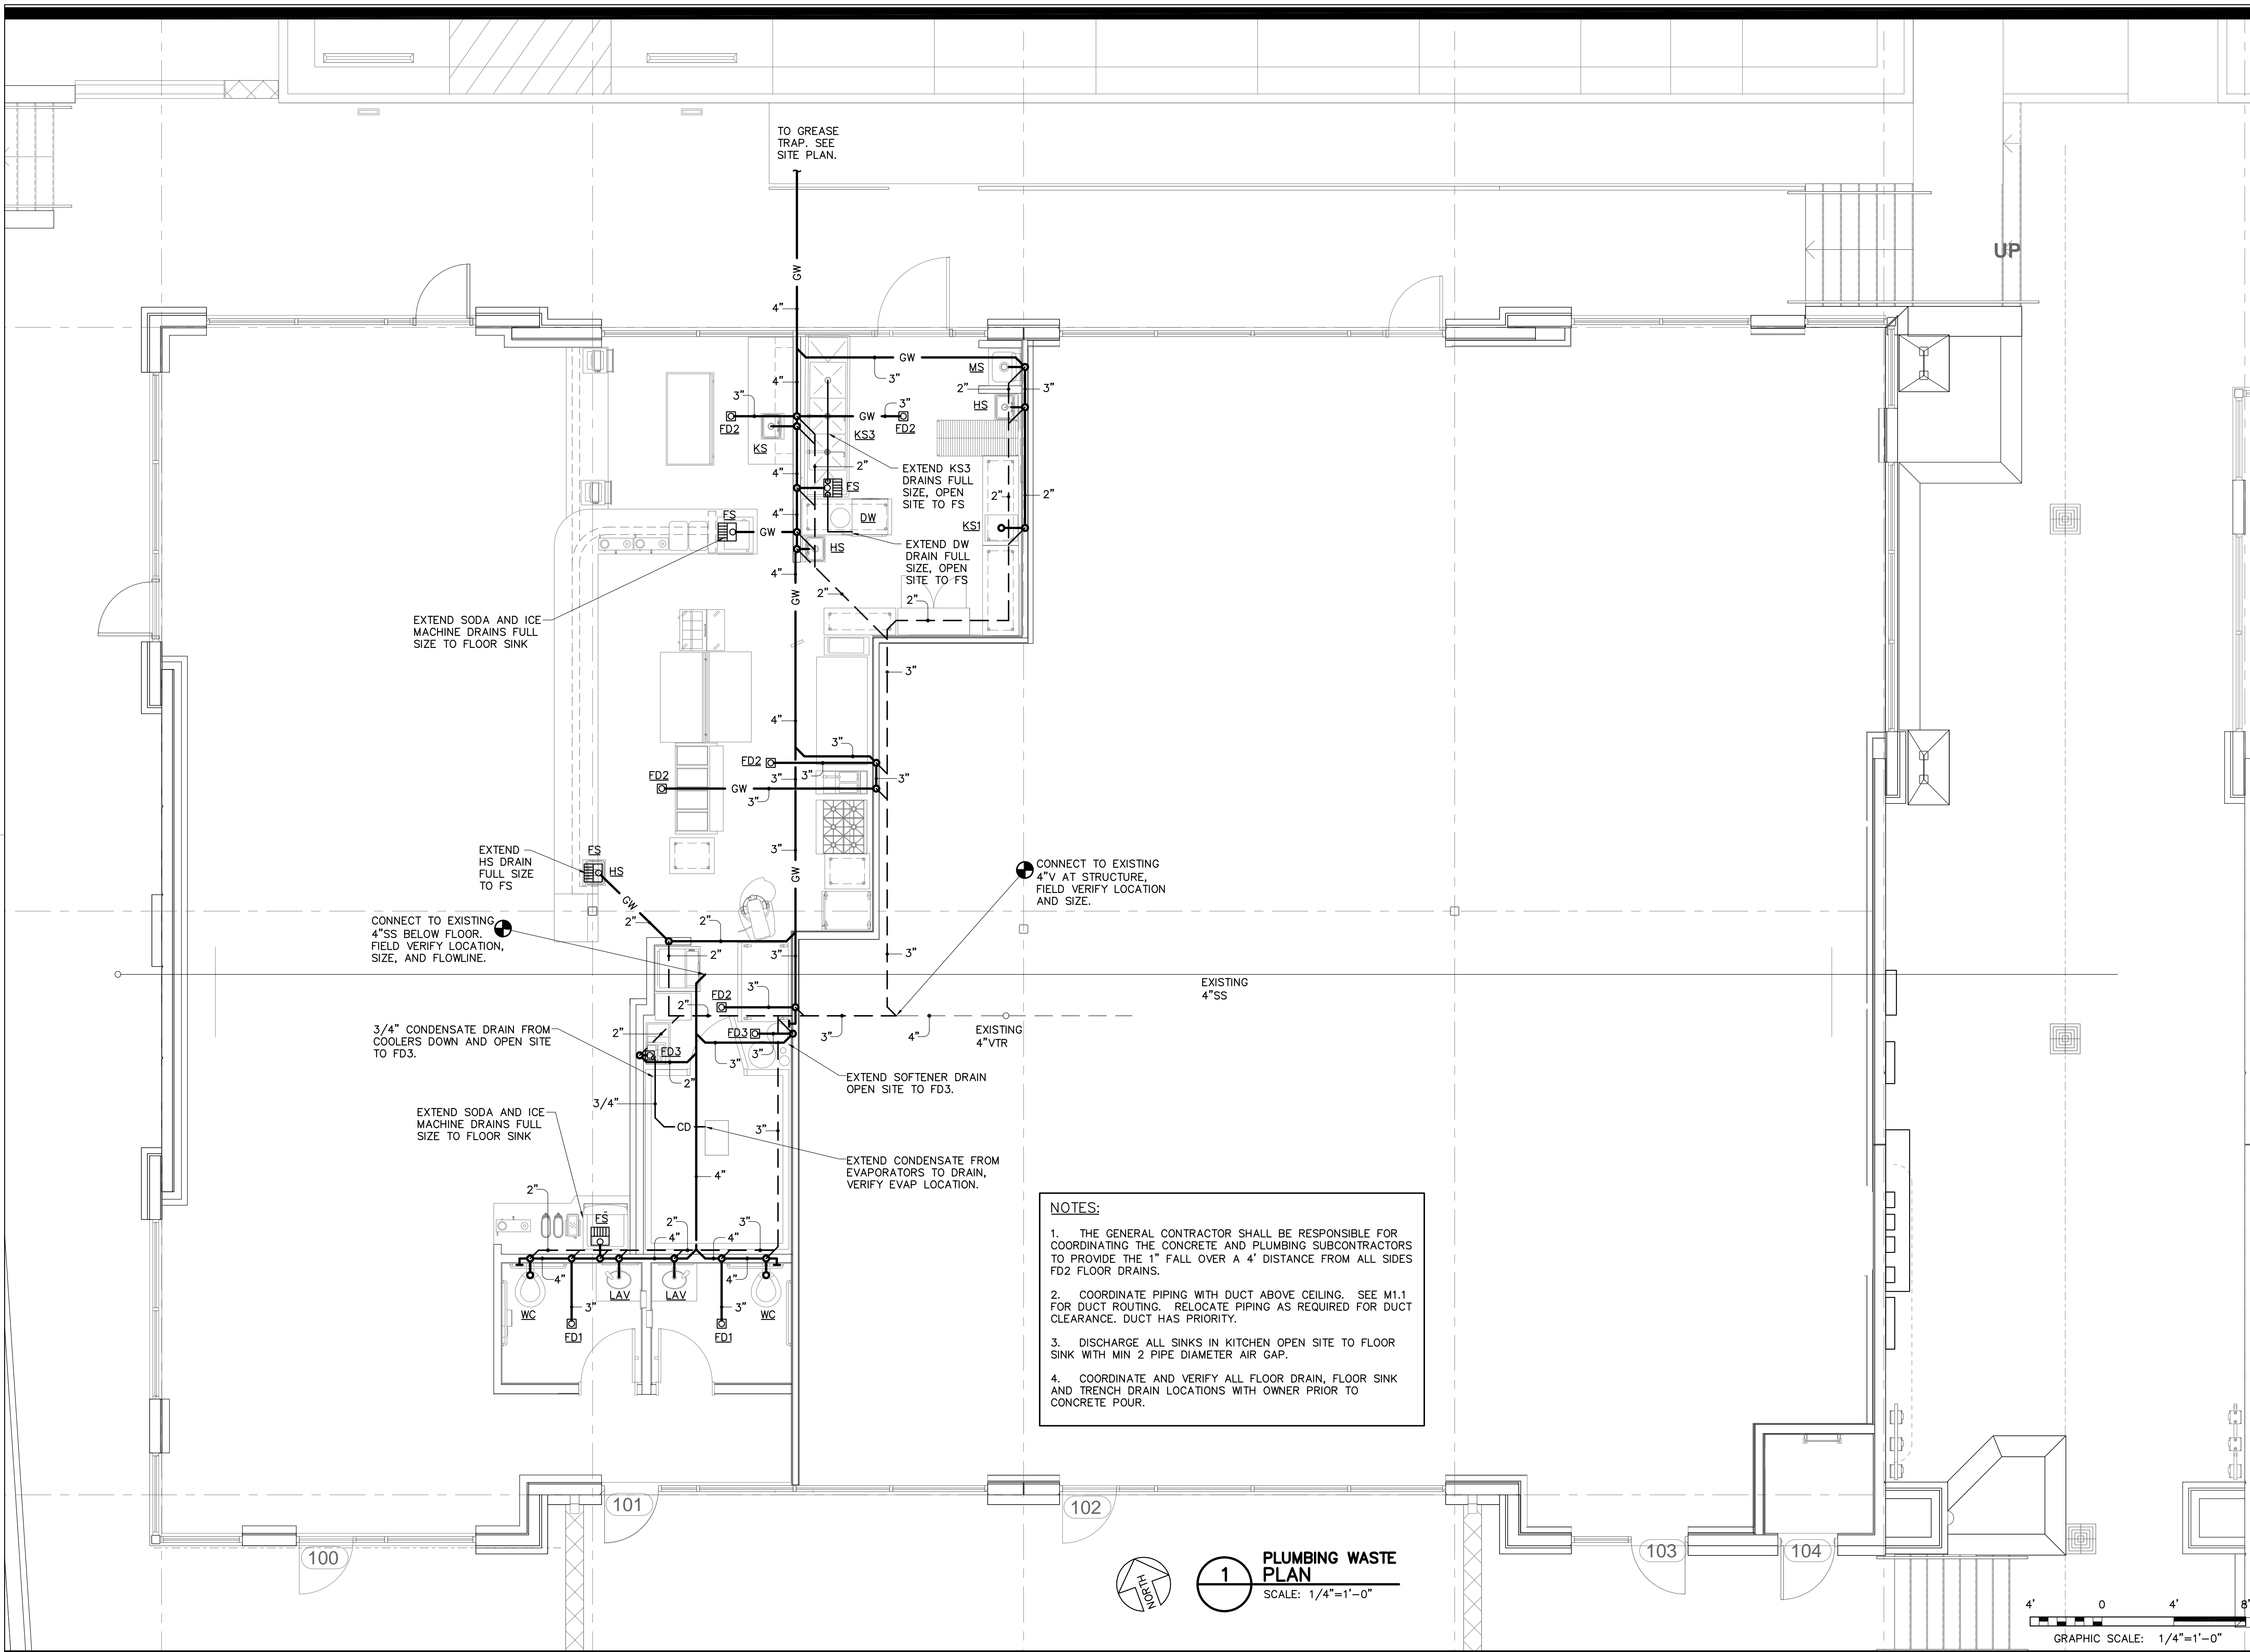 TO GREASE
TRAP. SEE
SITE PLAN.
GW
UP
4"
GW
MS
3"
4"
2"
3"
3"
3"
HS
GW
FD2
FD2
KS
KS3
2"
4"
EXTEND KS3
DRAINS FULL
SIZE, OPEN
SITE TO FS
FS
2"
2"
4"
FS
DW
KS1
GW
HS
EXTEND DW
DRAIN FULL
SIZE, OPEN
SITE TO FS
4"
GW
2"
2"
EXTEND SODA AND ICE
MACHINE DRAINS FULL
SIZE TO FLOOR SINK
3"
4"
3"
FD2
FD2
3"
3"
3"
GW
3"
3"
EXTEND
HS DRAIN
FULL SIZE
TO FS
FS
HS
GW
CONNECT TO EXISTING
4"V AT STRUCTURE,
FIELD VERIFY LOCATION
AND SIZE.
GW
CONNECT TO EXISTING
4"SS BELOW FLOOR.
FIELD VERIFY LOCATION,
SIZE, AND FLOWLINE.
2"
2"
2"
3"
3"
EXISTING
4"SS
3"
FD2
2"
3/4" CONDENSATE DRAIN FROM
COOLERS DOWN AND OPEN SITE
TO FD3.
2"
FD3
3"
3"
4"
EXISTING
4"VTR
FD3
3"
2"
EXTEND SOFTENER DRAIN
OPEN SITE TO FD3.
3/4"
EXTEND SODA AND ICE
MACHINE DRAINS FULL
SIZE TO FLOOR SINK
CD
3"
EXTEND CONDENSATE FROM
EVAPORATORS TO DRAIN,
VERIFY EVAP LOCATION.
4"
2"
FS
2"
3"
4"
4"
4"
4"
LAV
LAV
WC
3"
3"
WC
FD1
FD1
NOTES:
1. THE GENERAL CONTRACTOR SHALL BE RESPONSIBLE FOR
COORDINATING THE CONCRETE AND PLUMBING SUBCONTRACTORS
TO PROVIDE THE 1" FALL OVER A 4' DISTANCE FROM ALL SIDES
FD2 FLOOR DRAINS.
2. COORDINATE PIPING WITH DUCT ABOVE CEILING. SEE M1.1
FOR DUCT ROUTING. RELOCATE PIPING AS REQUIRED FOR DUCT
CLEARANCE. DUCT HAS PRIORITY.
3. DISCHARGE ALL SINKS IN KITCHEN OPEN SITE TO FLOOR
SINK WITH MIN 2 PIPE DIAMETER AIR GAP.
4. COORDINATE AND VERIFY ALL FLOOR DRAIN, FLOOR SINK
AND TRENCH DRAIN LOCATIONS WITH OWNER PRIOR TO
CONCRETE POUR.
101
102
100
103
104
NORTH
1
PLUMBING WASTE
PLAN
SCALE: 1/4"=1'-0"
4' 0 4' 8'
GRAPHIC SCALE: 1/4"=1'-0"